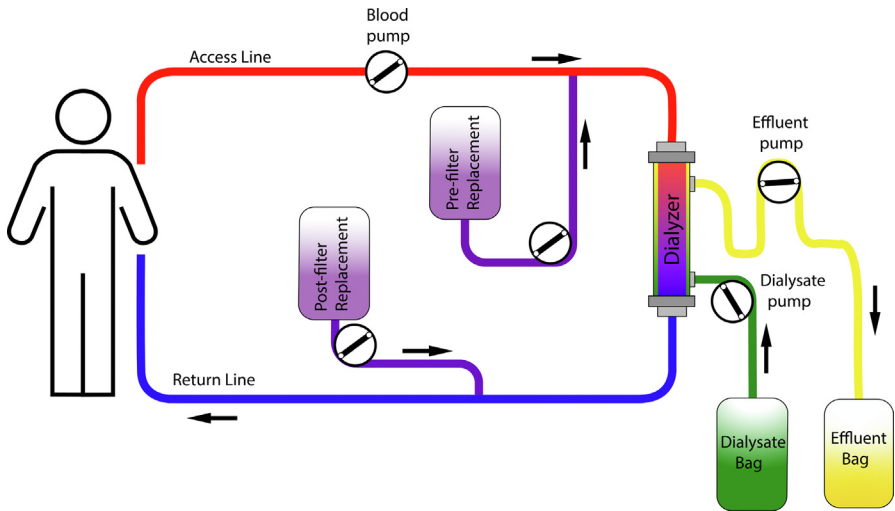 Blood
pump
Access Line
Effluent
pump
Pre-filter
Replacement
Dialyzer
Post-filter
Replacement
Dialysate
pump
Return Line
Dialysate
Bag
Effluent
Bag